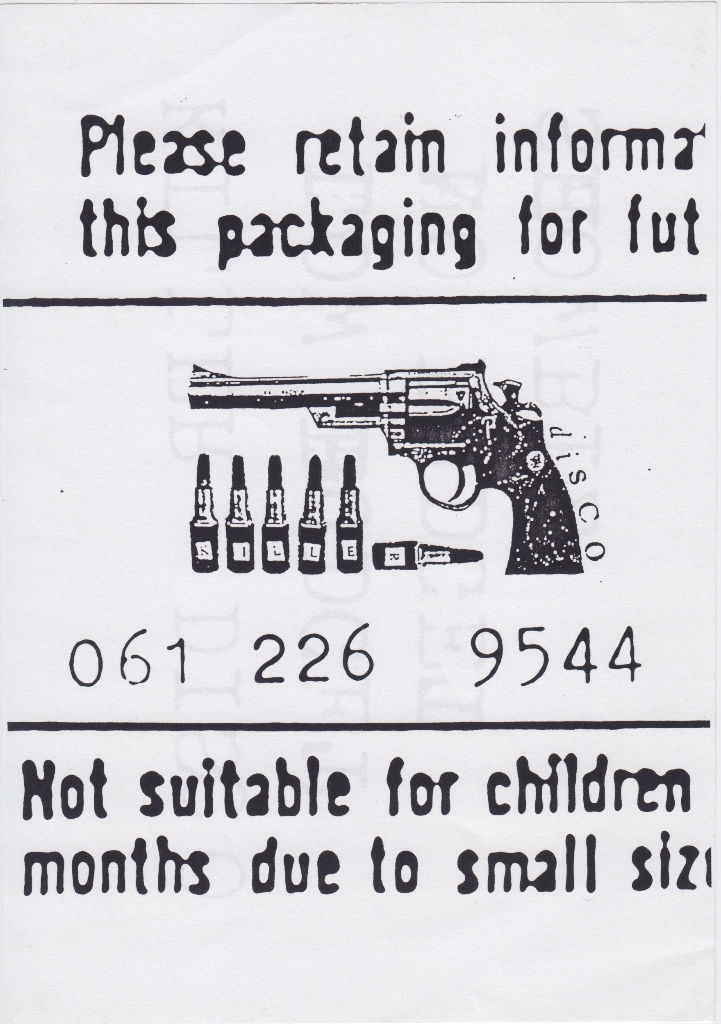 Please retain informa
this packaging for fut
KILLER
disco
061 226 9544
Not suitable for children
months due to small siz